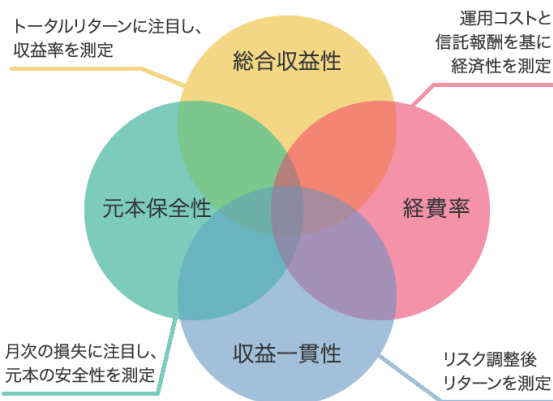 トータルリターンに注目し、
収益率を測定
運用コストと
信託報酬を基に
経済性を測定
総合収益性
元本保全性
経費率
収益一貫性
月次の損失に注目し、
元本の安全性を測定
リスク調整後
リターンを測定